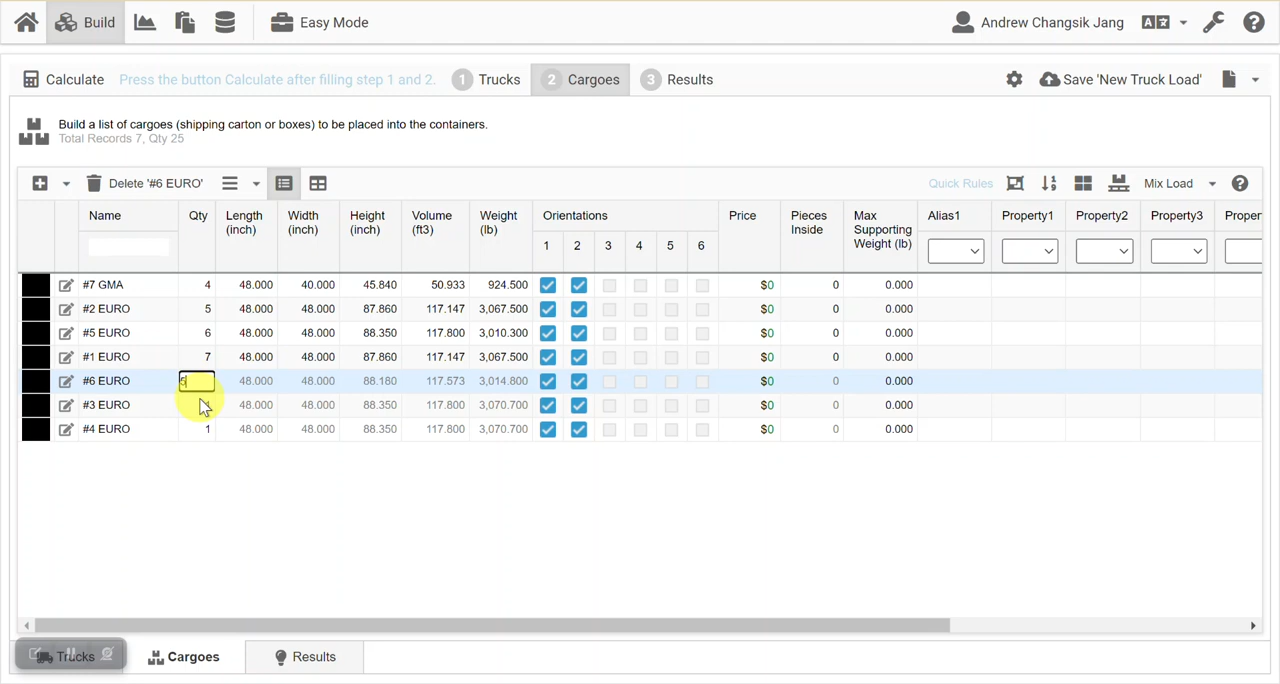 Build Easy Mode Andrew Changsik Jang
Calculate Press the button Calculate after filling step 1 and 2. 1 Trucks 2 Cargoes 3 Results Save 'New Truck Load'
Build a list of cargoes (shipping carton or boxes) to be placed into the containers.
Total Records 7, Qty 25
Delete '#6 EURO' Quick Rules Mix Load
Name Qty Length (inch) Width (inch) Height (inch) Volume (ft3) Weight (lb) Orientations Price Pieces Inside Max Supporting Weight (lb) Alias1 Property1 Property2 Property3 Proper
1 2 3 4 5 6
#7 GMA 4 48.000 40.000 45.840 50.933 924.500 $0 0 0.000
#2 EURO 5 48.000 48.000 87.860 117.147 3,067.500 $0 0 0.000
#5 EURO 6 48.000 48.000 88.350 117.800 3,010.300 $0 0 0.000
#1 EURO 7 48.000 48.000 87.860 117.147 3,067.500 $0 0 0.000
#6 EURO 48.000 48.000 88.180 117.573 3,014.800 $0 0 0.000
#3 EURO 48.000 48.000 88.350 117.800 3,070.700 $0 0 0.000
#4 EURO 1 48.000 48.000 88.350 117.800 3,070.700 $0 0 0.000
Trucks Cargoes Results